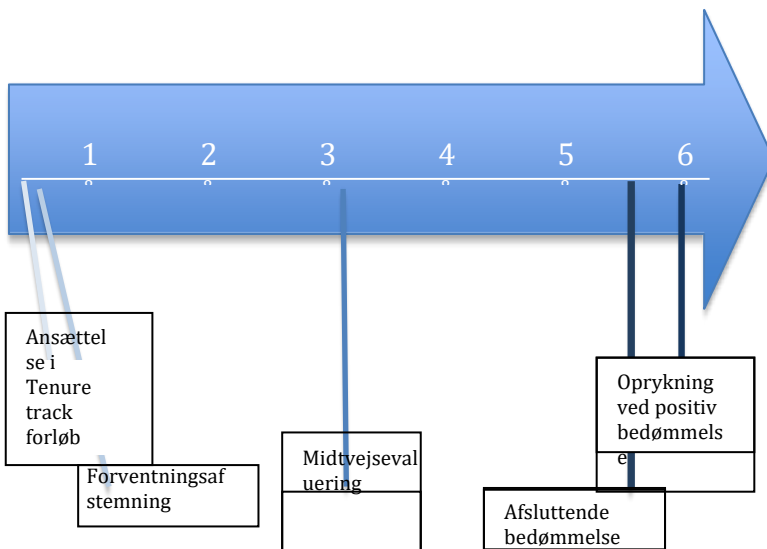 1 2 3 4 5 6
Ansættel
se i
Tenure
track
forløb
Forventningsaf
stemning
Midtvejseval
uering
Oprykning
ved positiv
bedømmels
e
Afsluttende
bedømmelse